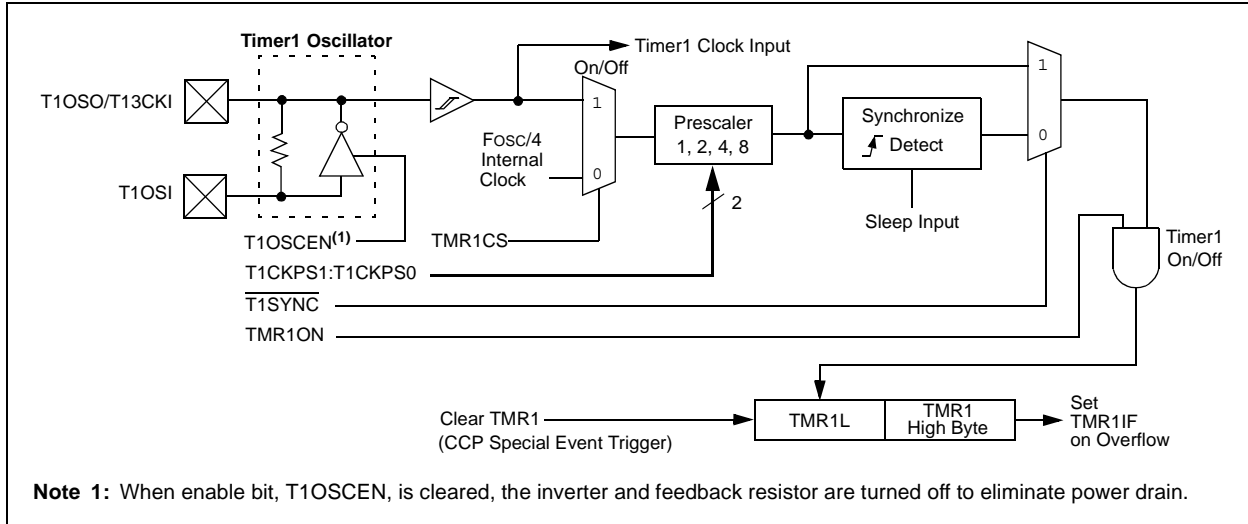 Timer1 Oscillator
Timer1 Clock Input
On/Off
1
T1OSO/T13CKI
1
Prescaler
1, 2, 4, 8
Synchronize
Detect
0
FOSC/4
Internal
Clock
0
T1OSI
2
Sleep Input
T1OSCEN(1)
TMR1CS
Timer1
On/Off
T1CKPS1:T1CKPS0
T1SYNC
TMR1ON
Clear TMR1
(CCP Special Event Trigger)
TMR1L
TMR1
High Byte
Set
TMR1IF
on Overflow
Note 1: When enable bit, T1OSCEN, is cleared, the inverter and feedback resistor are turned off to eliminate power drain.